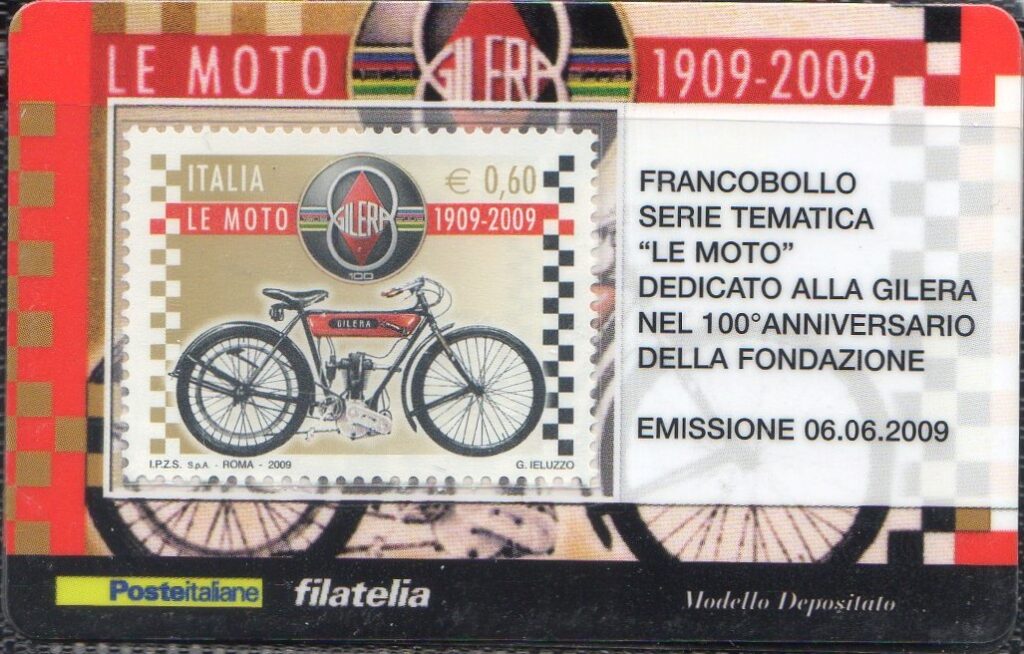 LE MOTO GILERA 1909-2009
ITALIA € 0,60
LE MOTO GILERA 1909-2009
100
GILERA
I.P.Z.S. S.p.A. - ROMA - 2009 G. IELUZZO
FRANCOBOLLO
SERIE TEMATICA
“LE MOTO”
DEDICATO ALLA GILERA
NEL 100°ANNIVERSARIO
DELLA FONDAZIONE
EMISSIONE 06.06.2009
Posteitaliane filatelia Modello Depositato